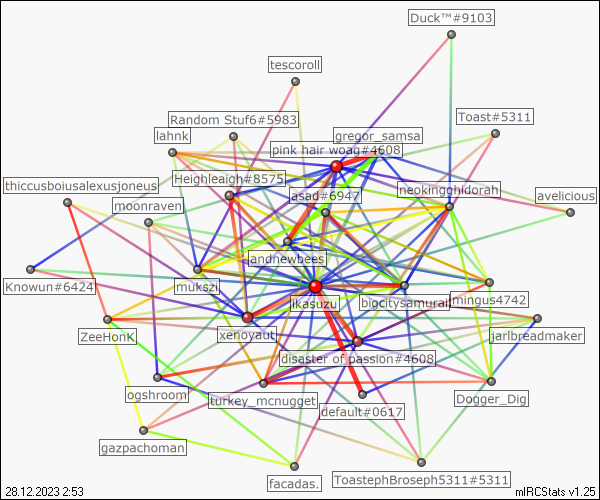 Duck™#9103
tescoroll
Toast#5311
Random Stuf6#5983
gregor_samsa
lahnk
pink hair woag#4608
Heighleagh#8575
neokingghidorah
thiccusboiusalexusjoneus
asad#6947
avelicious
moonraven
andnewbees
Knowun#6424
mukszi
ikasuzu
bigcitysamurai
mingus4742
ZeeHonK
xenoyaut
jarlbreadmaker
disaster of passion#4608
ogshroom
turkey_mcnugget
default#0617
Dogger_Dig
gazpachoman
facadas.
ToastephBroseph5311#5311
28.12.2023 2:53
mIRCStats v1.25